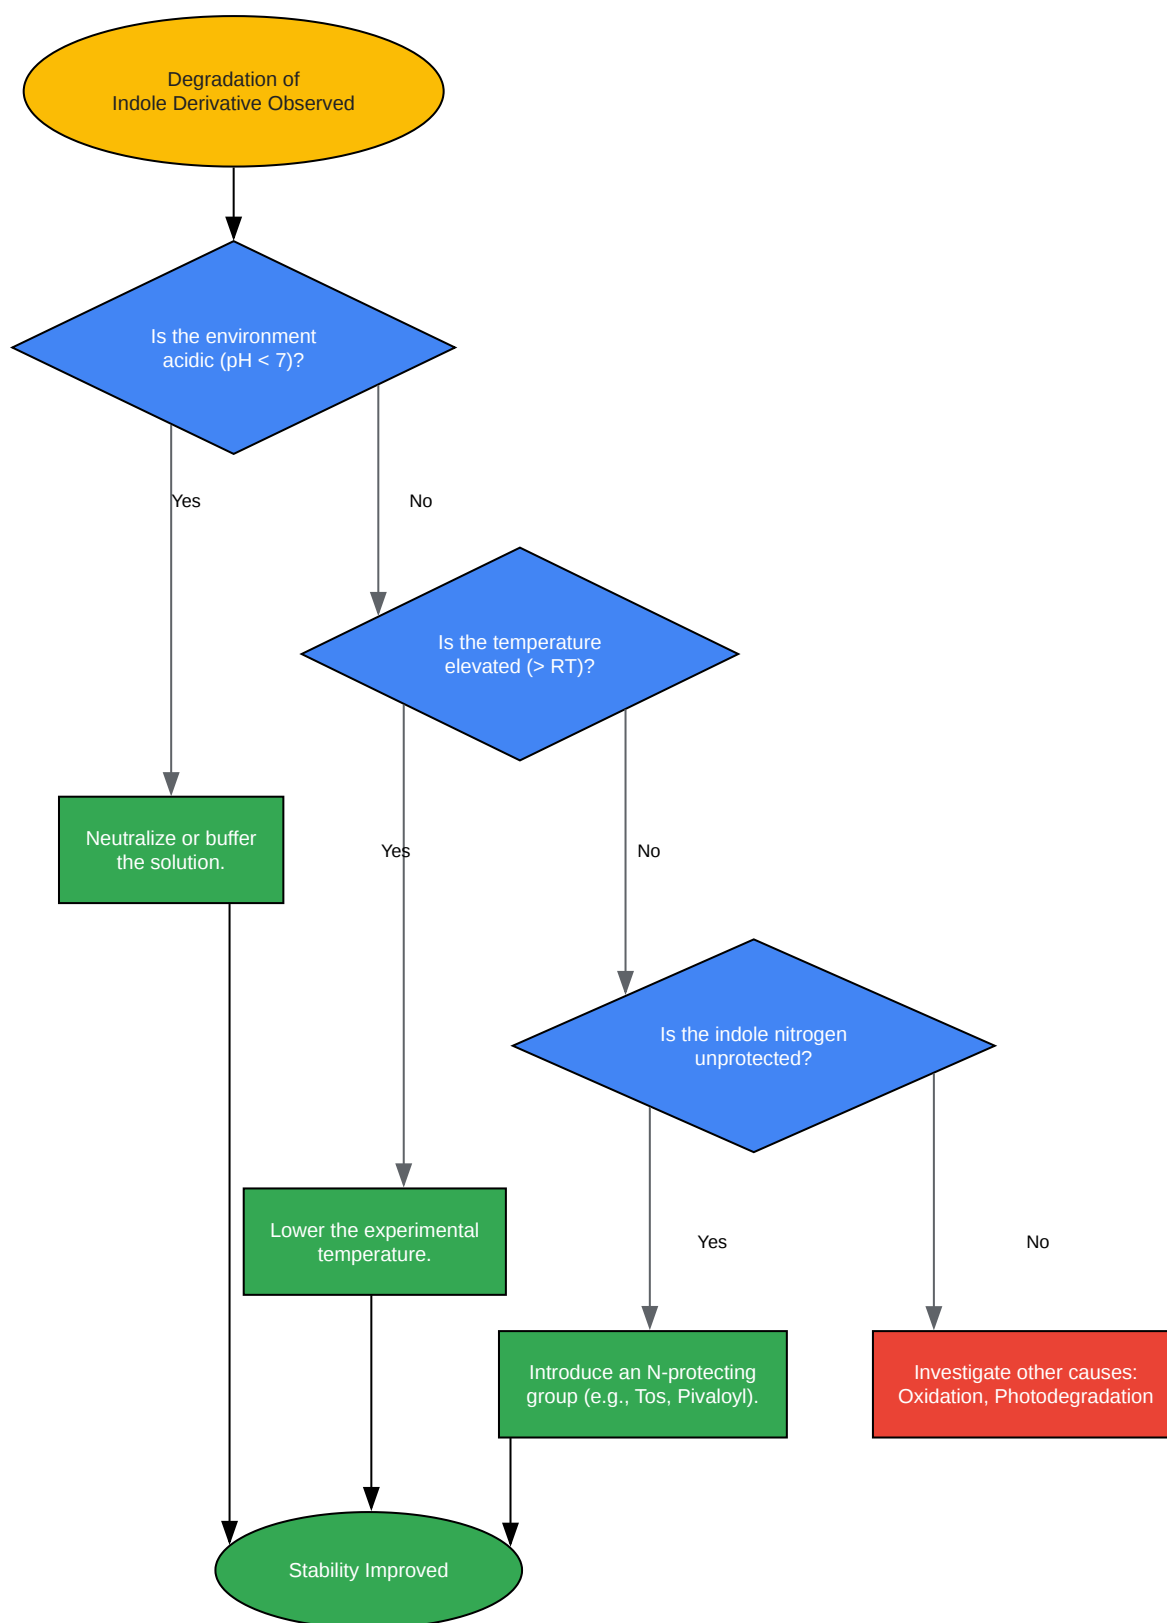 Degradation of
Indole Derivative Observed
Is the environment
acidic (pH < 7)?
Yes
No
Is the temperature
elevated (> RT)?
Neutralize or buffer
the solution.
Yes
No
Is the indole nitrogen
unprotected?
Lower the experimental
temperature.
Yes
No
Introduce an N-protecting
group (e.g., Tos, Pivaloyl).
Investigate other causes:
Oxidation, Photodegradation
Stability Improved